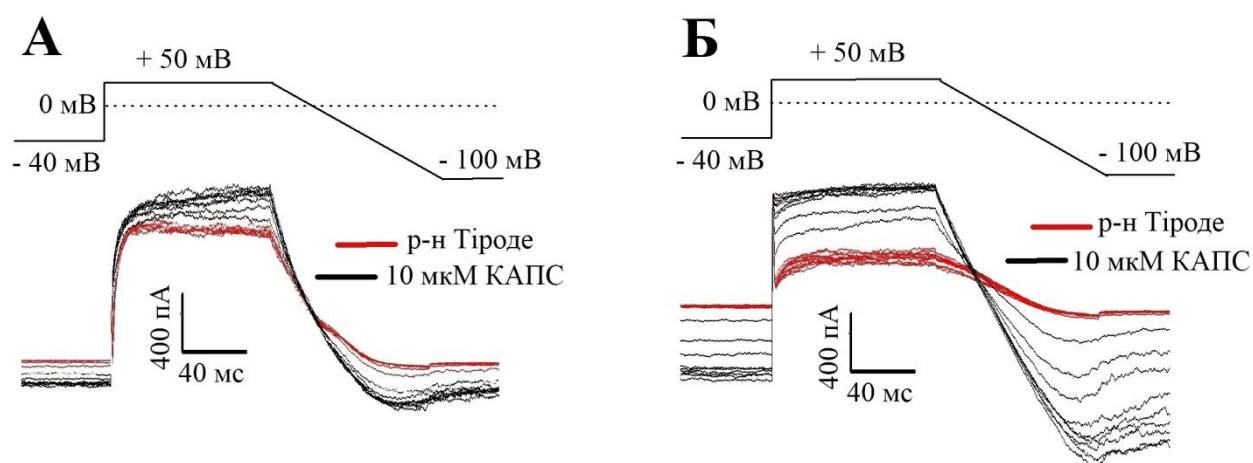 А
+ 50 мВ
0 мВ
- 40 мВ
- 100 мВ
р-н Тіроде
10 мкМ КАПС
400 пА
40 мс
Б
+ 50 мВ
0 мВ
- 40 мВ
- 100 мВ
р-н Тіроде
10 мкМ КАПС
400 пА
40 мс